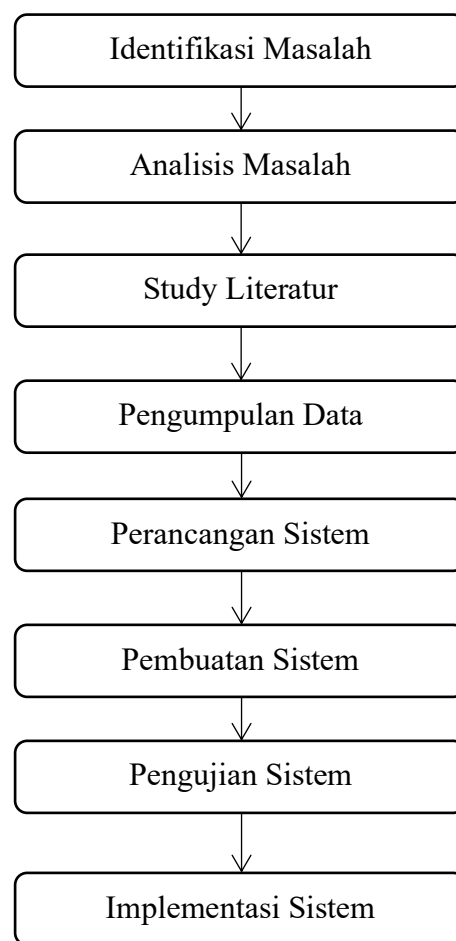 Identifikasi Masalah
Analisis Masalah
Study Literatur
Pengumpulan Data
Perancangan Sistem
Pembuatan Sistem
Pengujian Sistem
Implementasi Sistem